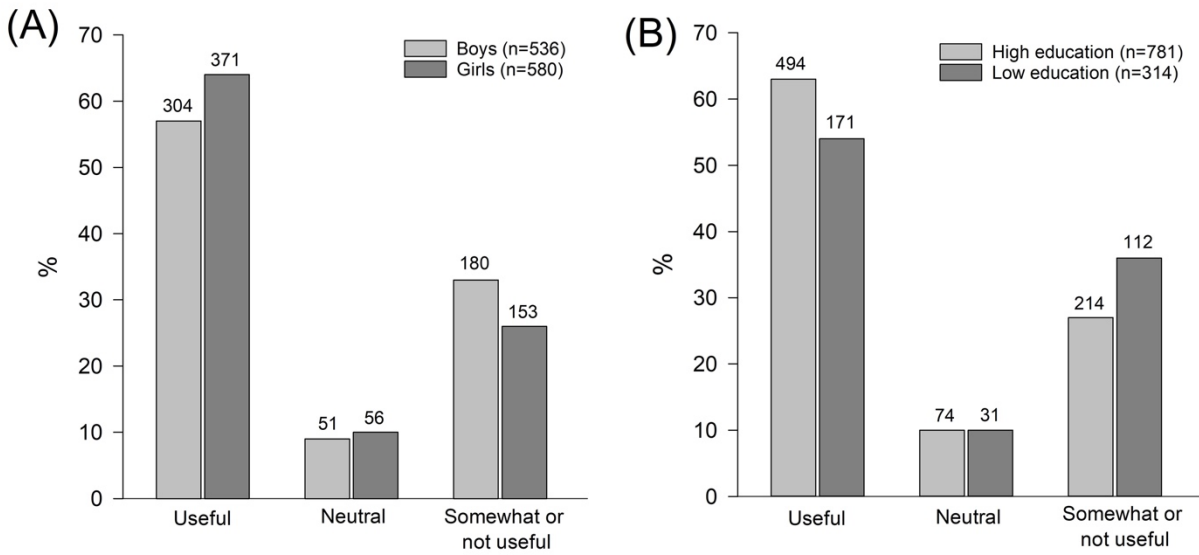 (A)
70
60
50
40
30
20
10
0
%
Boys (n=536)
Girls (n=580)
304
371
51
56
180
153
Useful
Neutral
Somewhat or
not useful
(B)
70
60
50
40
30
20
10
0
%
High education (n=781)
Low education (n=314)
494
171
74
31
214
112
Useful
Neutral
Somewhat or
not useful